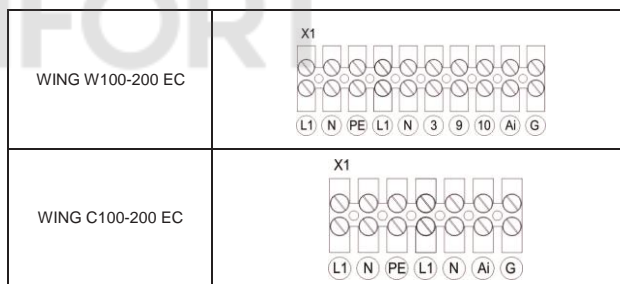 WING W100-200 EC
X1
L1 N PE L1 N 3 9 10 Ai G
WING C100-200 EC
X1
L1 N PE L1 N Ai G